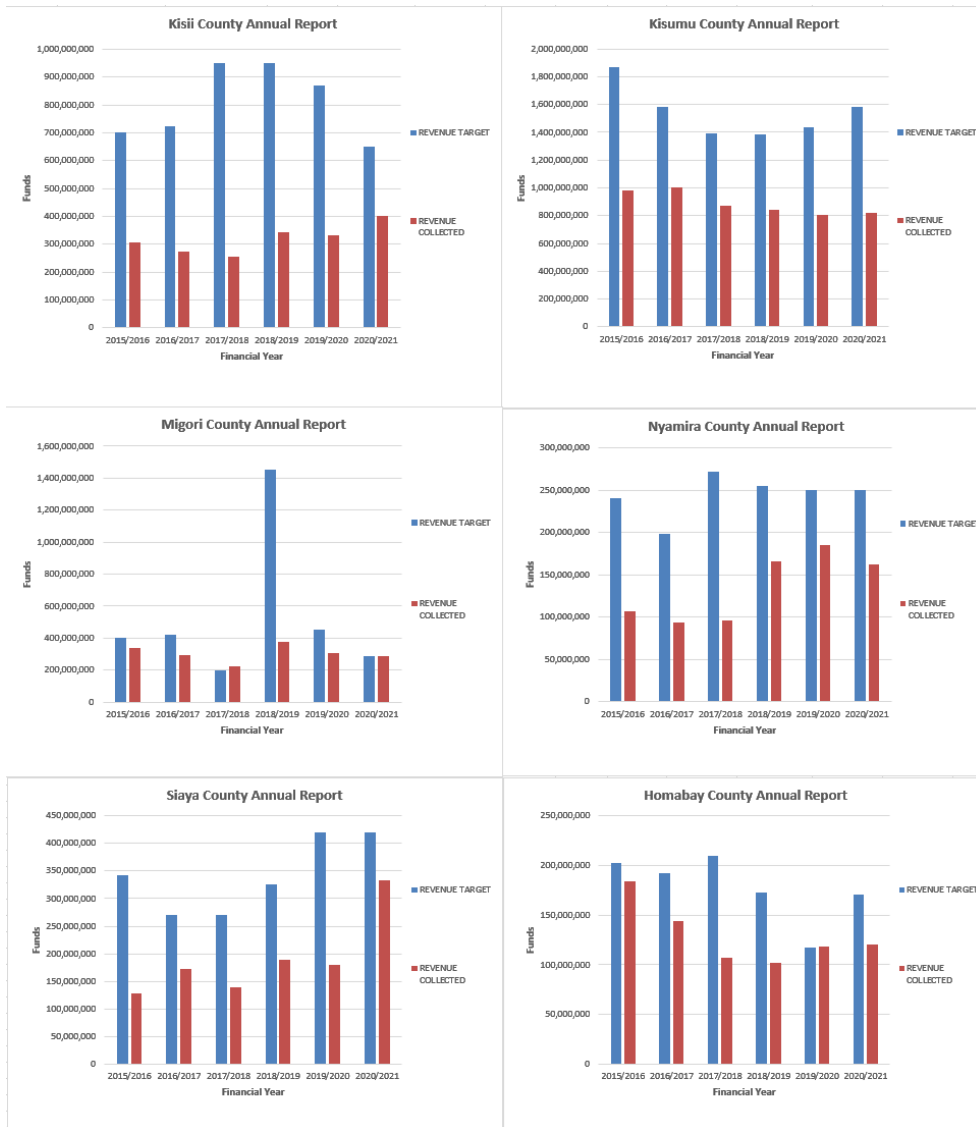 Kisii County Annual Report
1,000,000,000
900,000,000
800,000,000
700,000,000
600,000,000
500,000,000
400,000,000
300,000,000
200,000,000
100,000,000
0
Funds
2015/2016 2016/2017 2017/2018 2018/2019 2019/2020 2020/2021
Financial Year
REVENUE TARGET
REVENUE
COLLECTED
Kisumu County Annual Report
2,000,000,000
1,800,000,000
1,600,000,000
1,400,000,000
1,200,000,000
1,000,000,000
800,000,000
600,000,000
400,000,000
200,000,000
0
Funds
2015/2016 2016/2017 2017/2018 2018/2019 2019/2020 2020/2021
Financial Year
REVENUE TARGET
REVENUE
COLLECTED
Migori County Annual Report
1,600,000,000
1,400,000,000
1,200,000,000
1,000,000,000
800,000,000
600,000,000
400,000,000
200,000,000
0
Funds
2015/2016 2016/2017 2017/2018 2018/2019 2019/2020 2020/2021
Financial Year
REVENUE TARGET
REVENUE
COLLECTED
Nyamira County Annual Report
300,000,000
250,000,000
200,000,000
150,000,000
100,000,000
50,000,000
0
Funds
2015/2016 2016/2017 2017/2018 2018/2019 2019/2020 2020/2021
Financial Year
REVENUE TARGET
REVENUE
COLLECTED
Siaya County Annual Report
450,000,000
400,000,000
350,000,000
300,000,000
250,000,000
200,000,000
150,000,000
100,000,000
50,000,000
0
Funds
2015/2016 2016/2017 2017/2018 2018/2019 2019/2020 2020/2021
Financial Year
REVENUE TARGET
REVENUE
COLLECTED
Homabay County Annual Report
250,000,000
200,000,000
150,000,000
100,000,000
50,000,000
0
Funds
2015/2016 2016/2017 2017/2018 2018/2019 2019/2020 2020/2021
Financial Year
REVENUE TARGET
REVENUE
COLLECTED